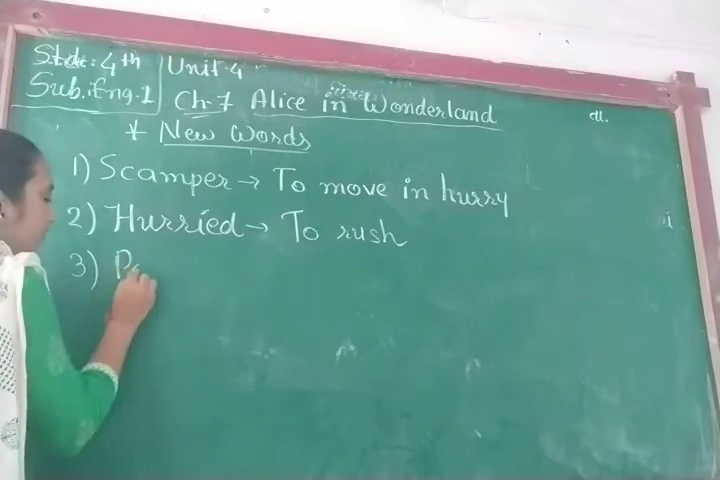 Std: 4th Unit-4
Sub: Eng-1 Ch-7 Alice in Wonderland
* New Words
1) Scamper → To move in hurry
2) Hurried → To rush
3) P